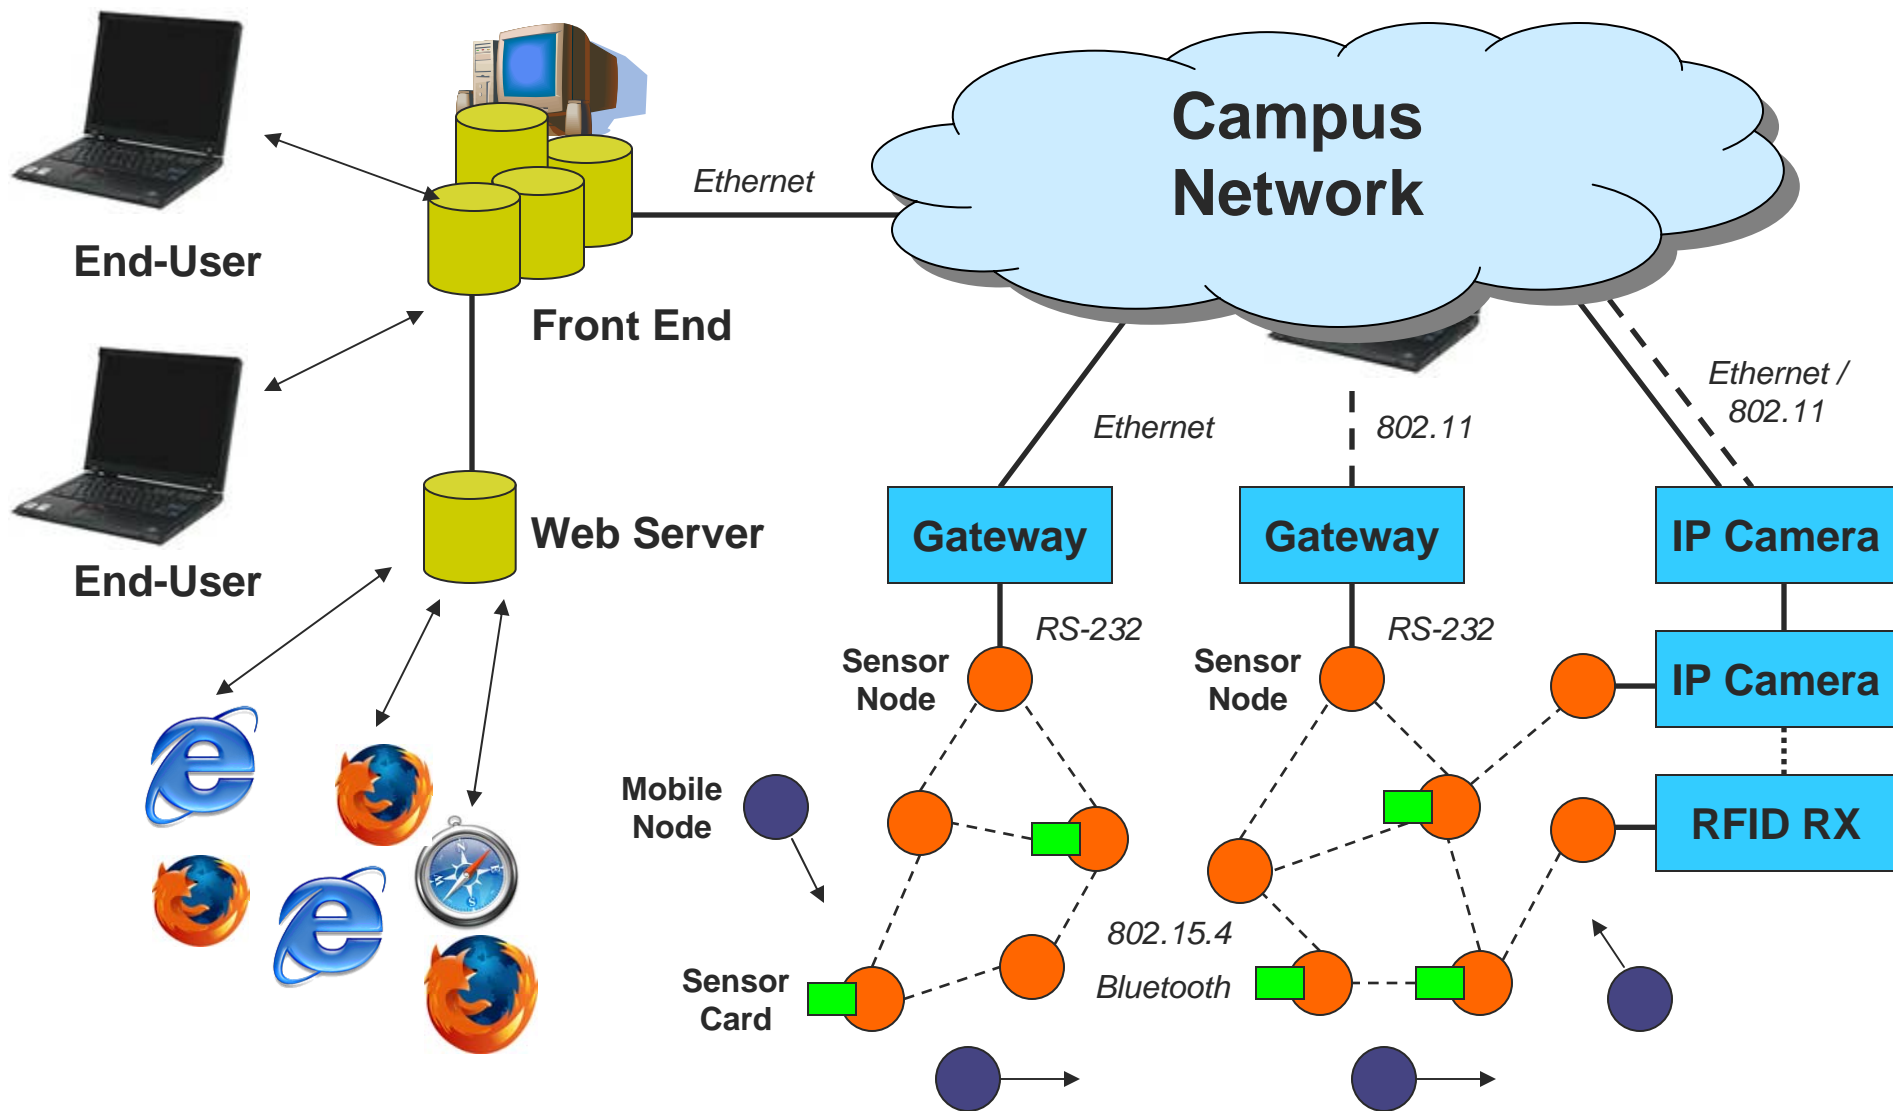 Campus
Network
Ethernet
End-User
Front End
Ethernet /
802.11
Ethernet
802.11
Web Server
Gateway
Gateway
IP Camera
End-User
RS-232
RS-232
Sensor
Node
Sensor
Node
IP Camera
Mobile
Node
RFID RX
802.15.4
Bluetooth
Sensor
Card